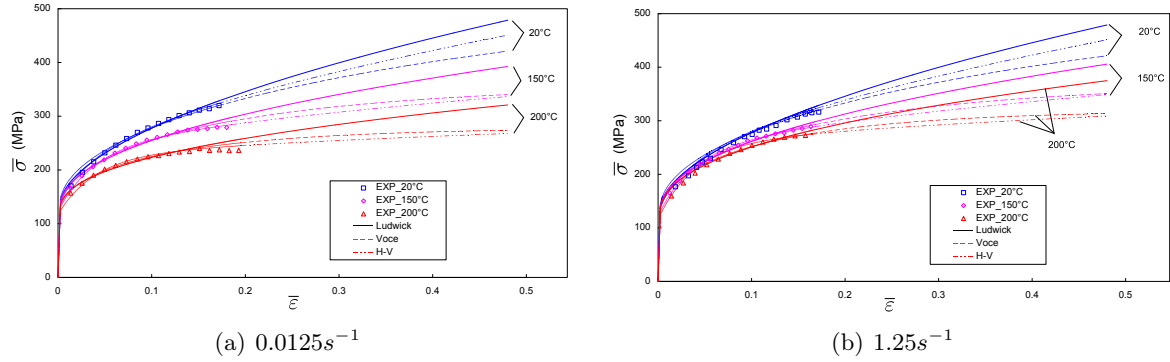 500
400
300
200
100
0
σ̅ (MPa)
20°C
150°C
200°C
EXP_20°C
EXP_150°C
EXP_200°C
Ludwick
Voce
H-V
0 0.1 0.2 0.3 0.4 0.5
ε̅
(a) 0.0125s⁻¹
500
400
300
200
100
0
σ̅ (MPa)
20°C
150°C
200°C
EXP_20°C
EXP_150°C
EXP_200°C
Ludwick
Voce
H-V
0 0.1 0.2 0.3 0.4 0.5
ε̅
(b) 1.25s⁻¹